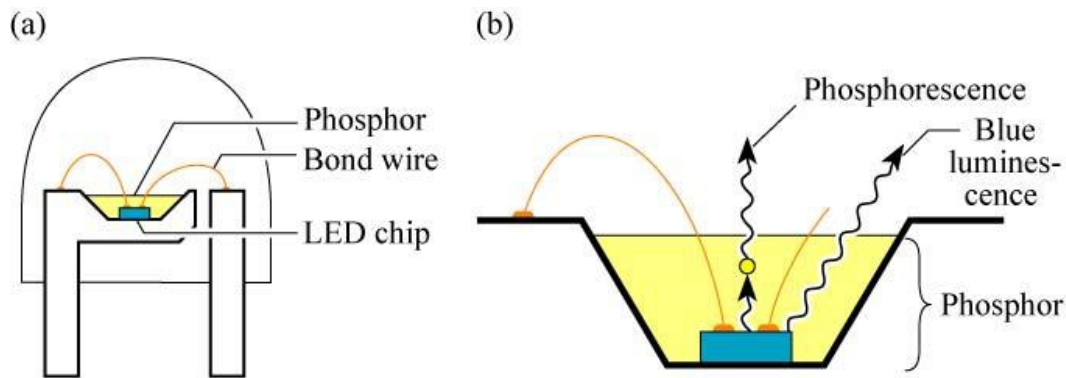 (a)
Phosphor
Bond wire
LED chip
(b)
Phosphorescence
Blue
lumines-
cence
Phosphor